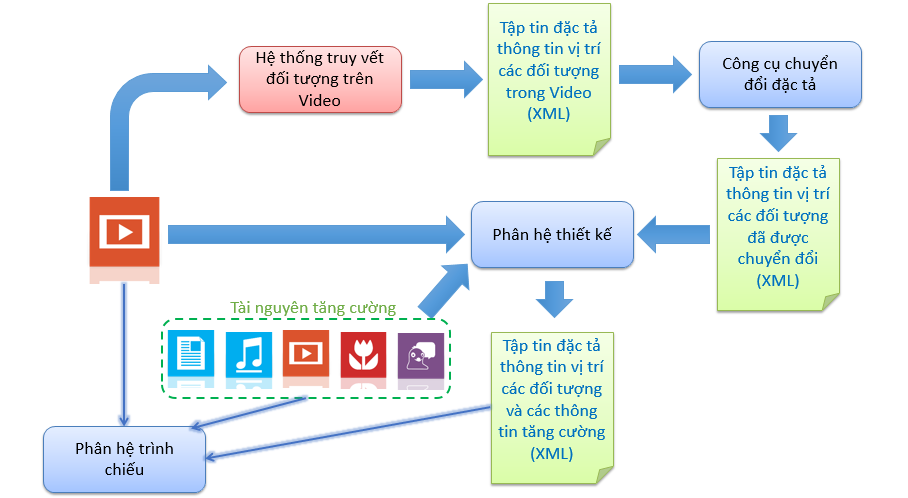 Hệ thống truy vết
đối tượng trên
Video
Tập tin đặc tả
thông tin vị trí
các đối tượng
trong Video
(XML)
Công cụ chuyển
đổi đặc tả
Tập tin đặc tả
thông tin vị trí
các đối tượng
đã được
chuyển đổi
(XML)
Phân hệ thiết kế
Tài nguyên tăng cường
Tập tin đặc tả
thông tin vị trí
các đối tượng
và các thông
tin tăng cường
(XML)
Phân hệ trình
chiếu